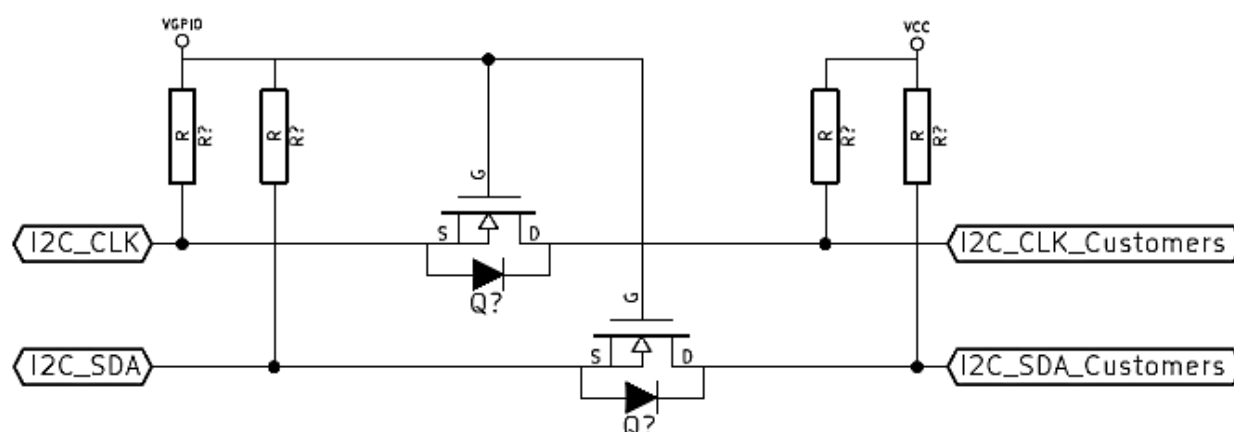 VGPIO
VCC
R
R?
R
R?
R
R?
R
R?
G
S
D
I2C_CLK
I2C_CLK_Customers
Q?
G
S
D
I2C_SDA
I2C_SDA_Customers
Q?